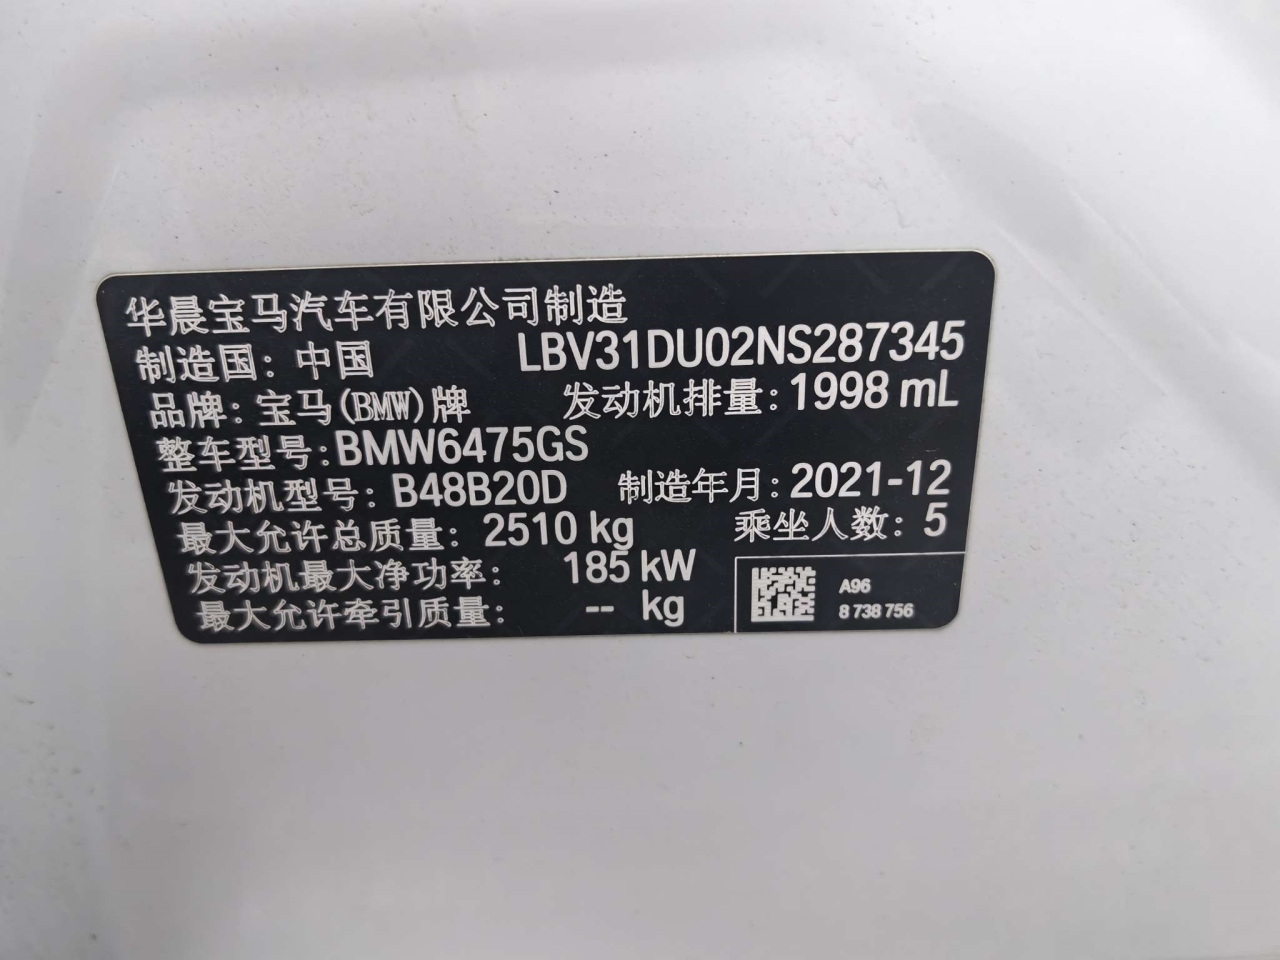 华晨宝马汽车有限公司制造
制造国：中国 LBV31DU02NS287345
品牌：宝马(BMW)牌 发动机排量：1998 mL
整车型号：BMW6475GS
发动机型号：B48B20D 制造年月：2021-12
最大允许总质量：2510 kg 乘坐人数：5
发动机最大净功率：185 kW
最大允许牵引质量：-- kg
A96
8 738 756